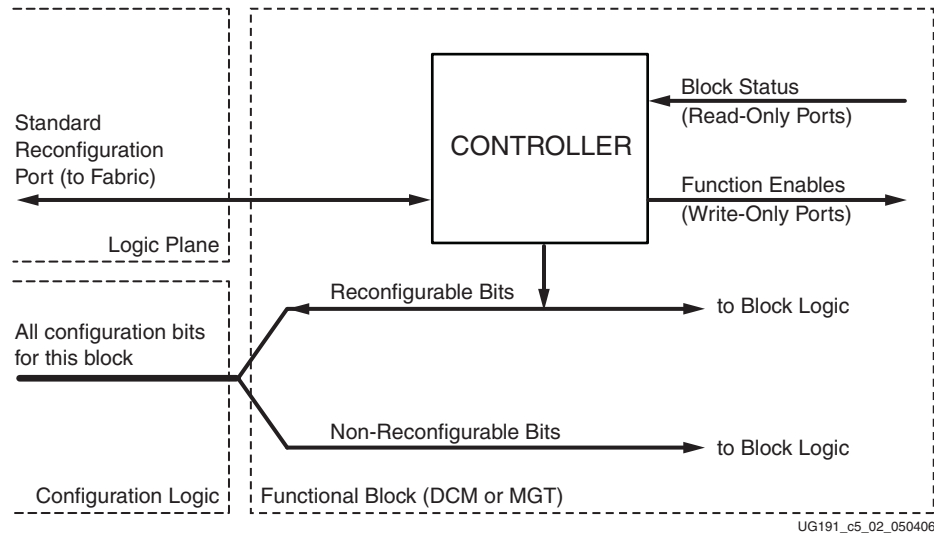 Standard
Reconfiguration
Port (to Fabric)
Logic Plane
CONTROLLER
Block Status
(Read-Only Ports)
Function Enables
(Write-Only Ports)
Reconfigurable Bits
to Block Logic
All configuration bits
for this block
Non-Reconfigurable Bits
to Block Logic
Configuration Logic
Functional Block (DCM or MGT)
UG191_c5_02_050406